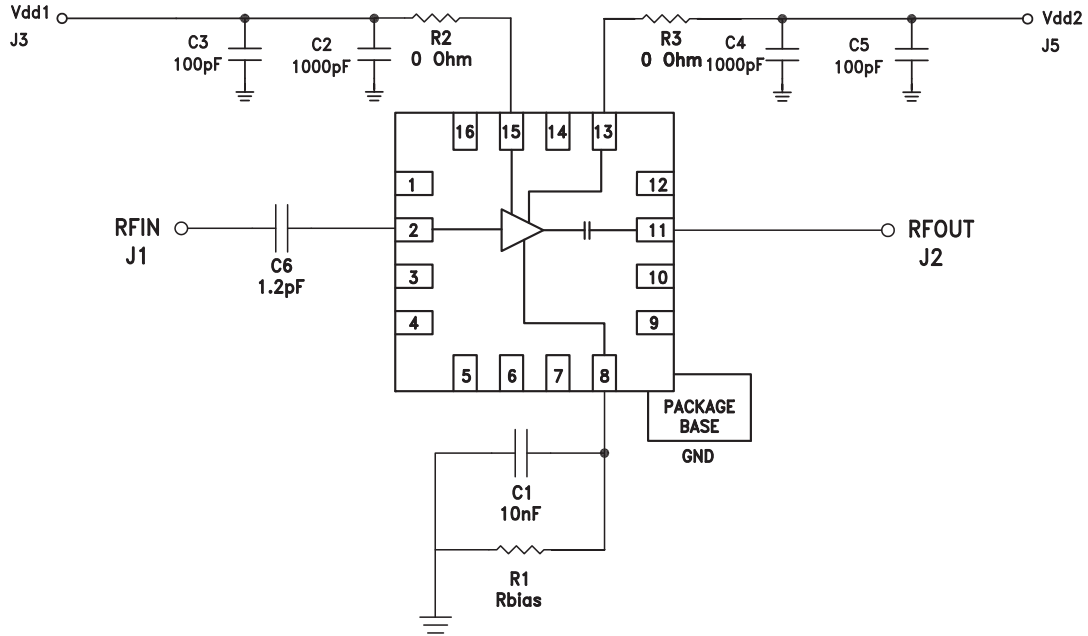 Vdd1
J3
C3
100pF
C2
1000pF
R2
0 Ohm
R3
0 Ohm
C4
1000pF
C5
100pF
Vdd2
J5
16
15
14
13
1
2
3
4
12
11
10
9
5
6
7
8
RFIN
J1
C6
1.2pF
RFOUT
J2
PACKAGE
BASE
GND
C1
10nF
R1
Rbias